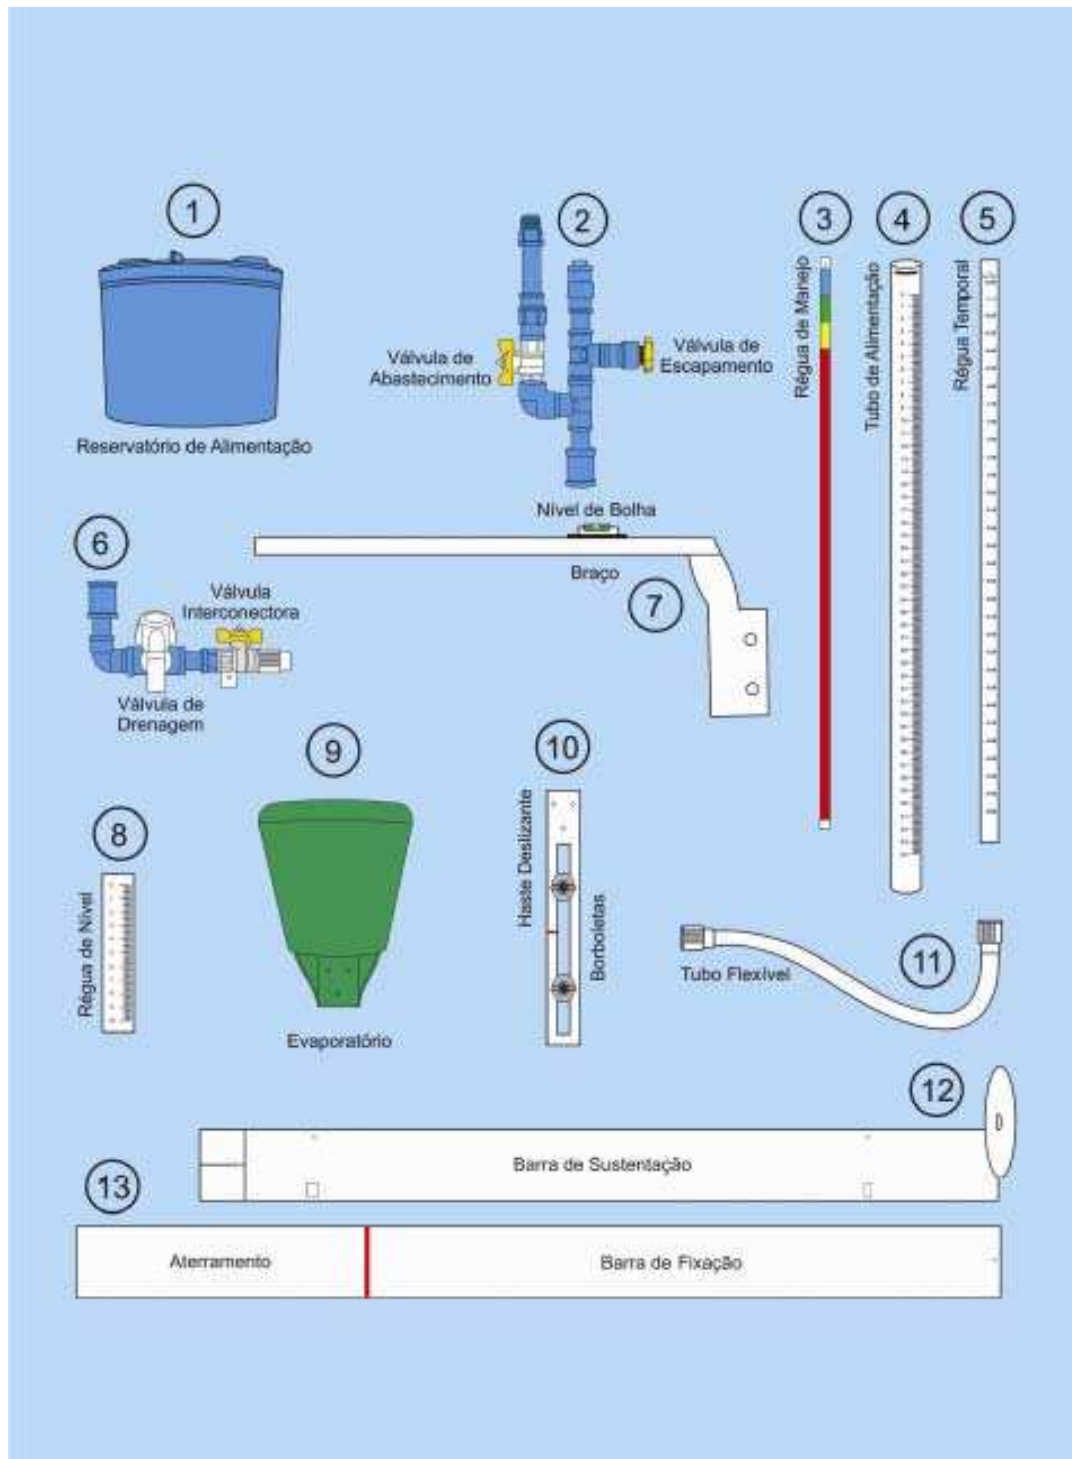 1
2
3
4
5
Régua de Manejo
Tubo de Alimentação
Régua Temporal
Válvula de
Abastecimento
Válvula de
Escapamento
Reservatório de Alimentação
Nível de Bolha
Braço
6
Válvula
Interconectora
7
Válvula de
Drenagem
8
9
10
Régua de Nível
Evaporatório
Haste Deslizante
Borboletas
11
Tubo Flexível
12
Barra de Sustentação
13
Aterramento
Barra de Fixação